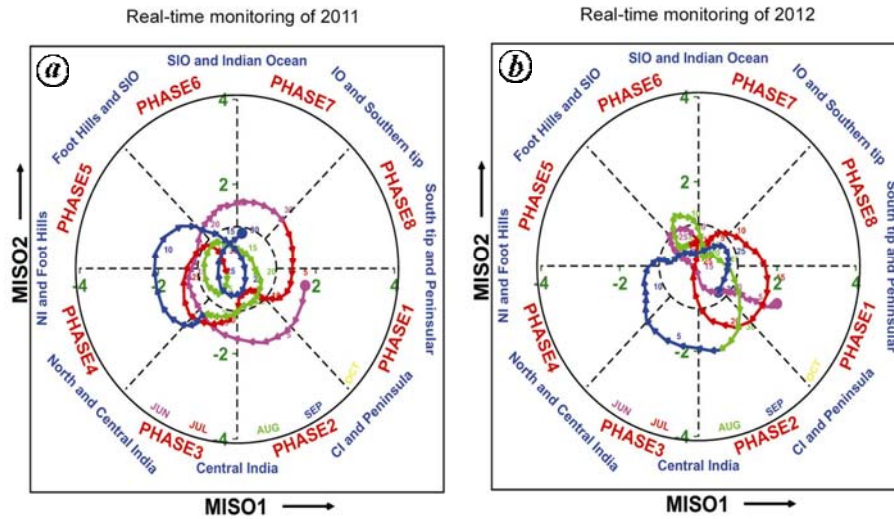 Real-time monitoring of 2011
a
SIO and Indian Ocean
Foot Hills and SIO
IO and Southern tip
PHASE6
PHASE7
PHASE5
PHASE8
NI and Foot Hills
South tip and Peninsular
4
2
-4
-2
2
4
-2
-4
PHASE4
PHASE1
North and Central India
CI and Peninsula
PHASE3
PHASE2
Central India
JUN
JUL
AUG
SEP
OCT
MISO2
MISO1
Real-time monitoring of 2012
b
SIO and Indian Ocean
Foot Hills and SIO
IO and Southern tip
PHASE6
PHASE7
PHASE5
PHASE8
NI and Foot Hills
South tip and Peninsular
4
2
-4
-2
2
4
-2
-4
PHASE4
PHASE1
North and Central India
CI and Peninsula
PHASE3
PHASE2
Central India
JUN
JUL
AUG
SEP
OCT
MISO2
MISO1